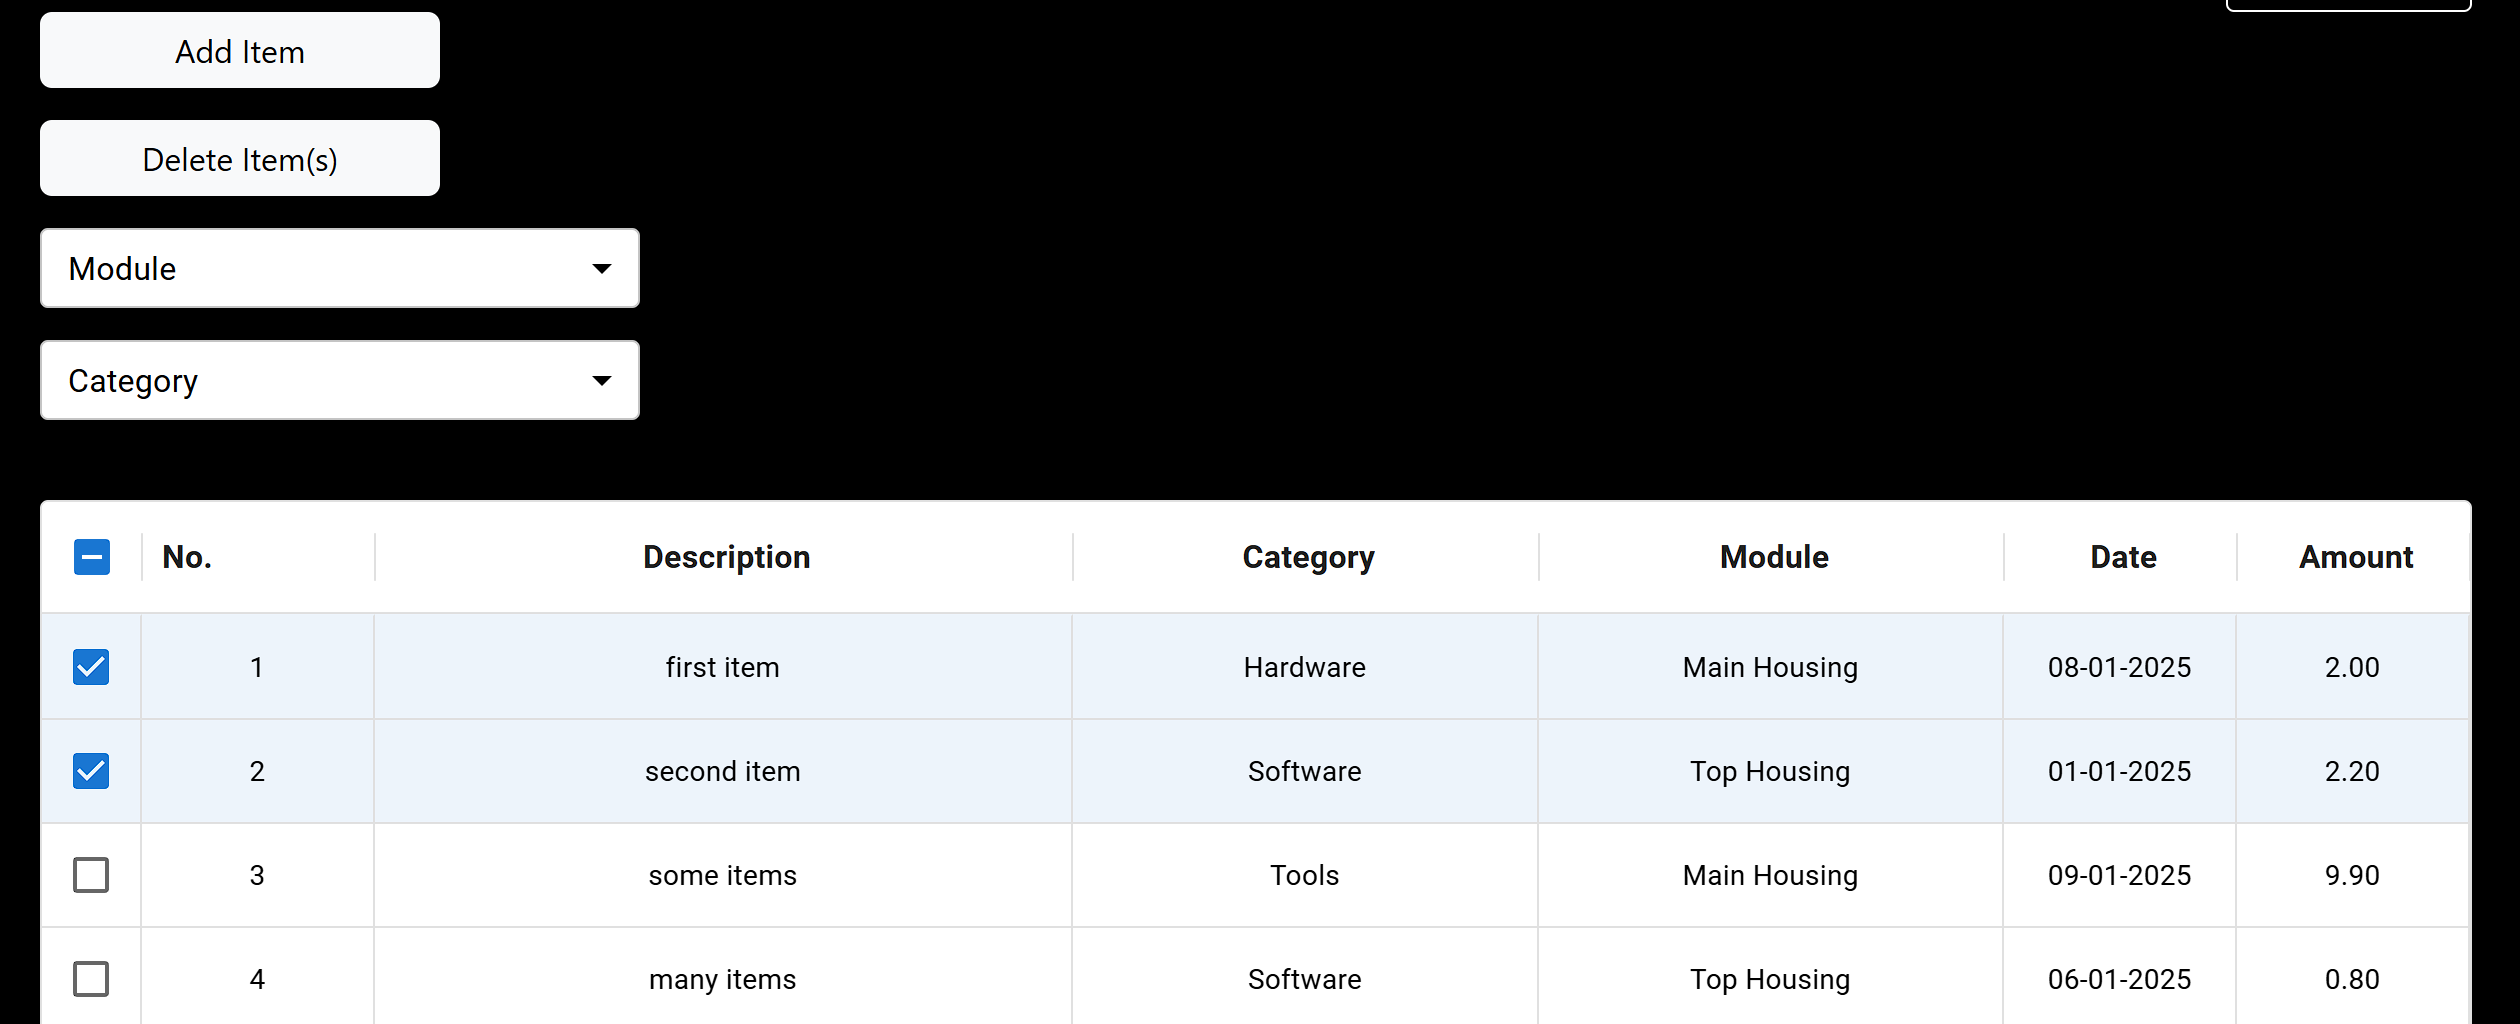 Add Item
Delete Item(s)
Module
Category
No. Description Category Module Date Amount
1 first item Hardware Main Housing 08-01-2025 2.00
2 second item Software Top Housing 01-01-2025 2.20
3 some items Tools Main Housing 09-01-2025 9.90
4 many items Software Top Housing 06-01-2025 0.80